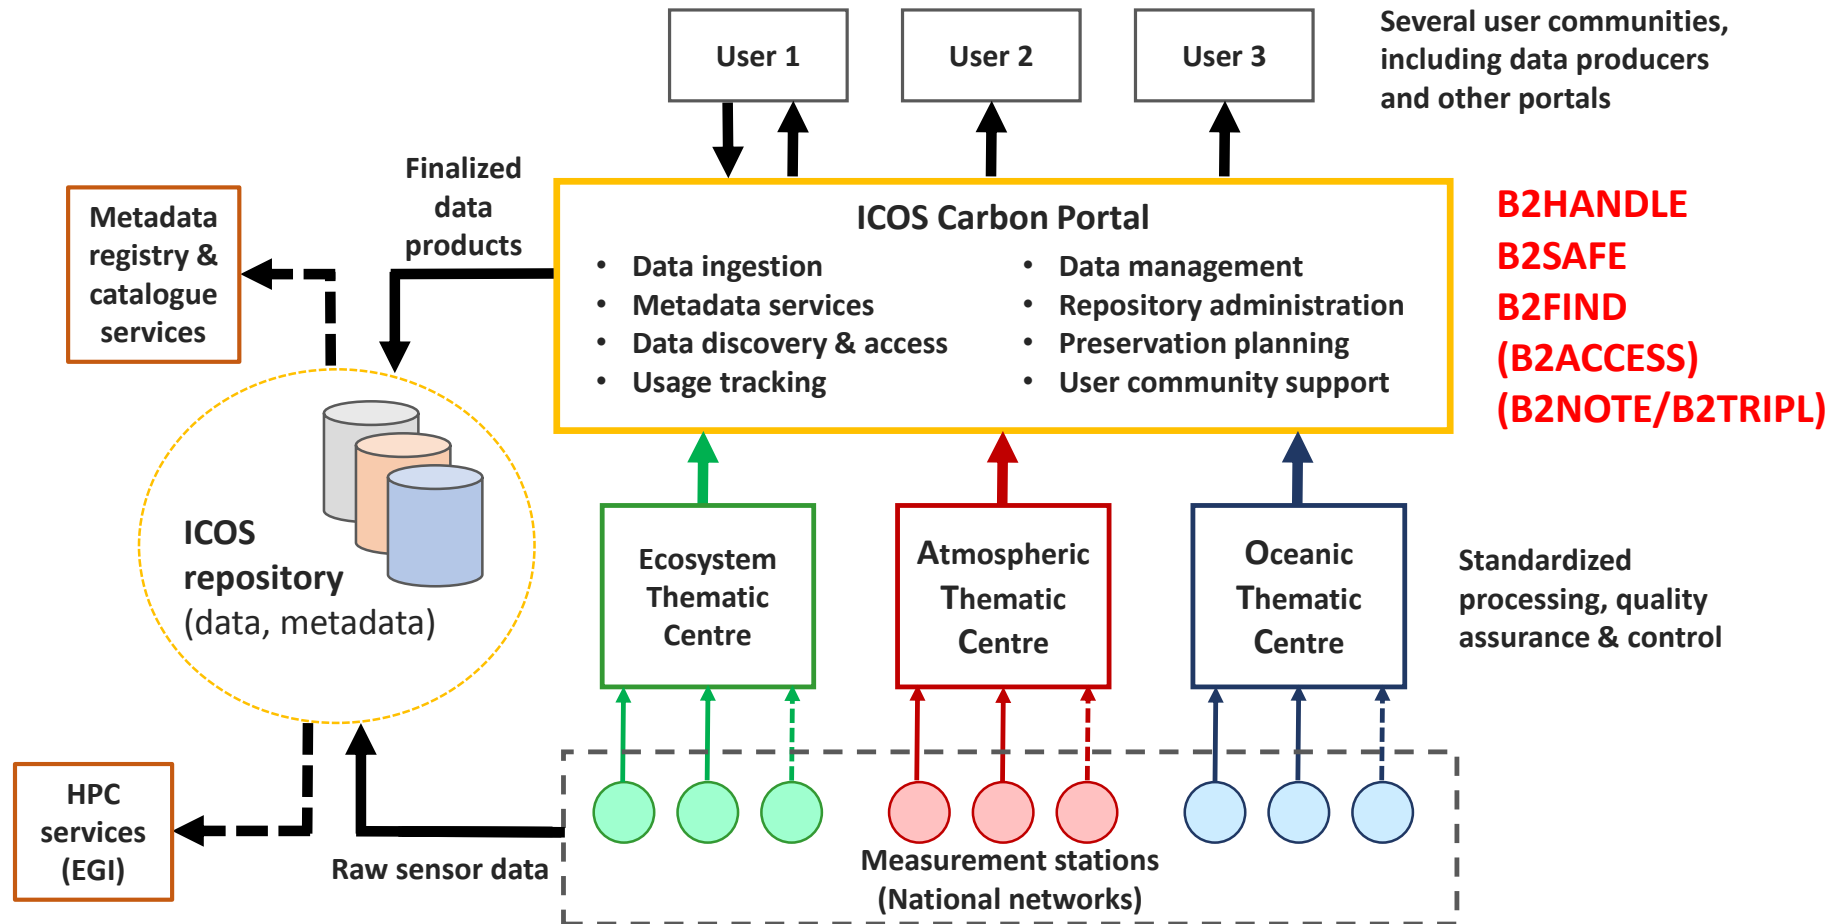 User 1
User 2
User 3
Several user communities,
including data producers
and other portals
Finalized
data
products
Metadata
registry &
catalogue
services
ICOS Carbon Portal
• Data ingestion
• Metadata services
• Data discovery & access
• Usage tracking
• Data management
• Repository administration
• Preservation planning
• User community support
B2HANDLE
B2SAFE
B2FIND
(B2ACCESS)
(B2NOTE/B2TRIPL)
ICOS
repository
(data, metadata)
Ecosystem
Thematic
Centre
Atmospheric
Thematic
Centre
Oceanic
Thematic
Centre
Standardized
processing, quality
assurance & control
HPC
services
(EGI)
Raw sensor data
Measurement stations
(National networks)